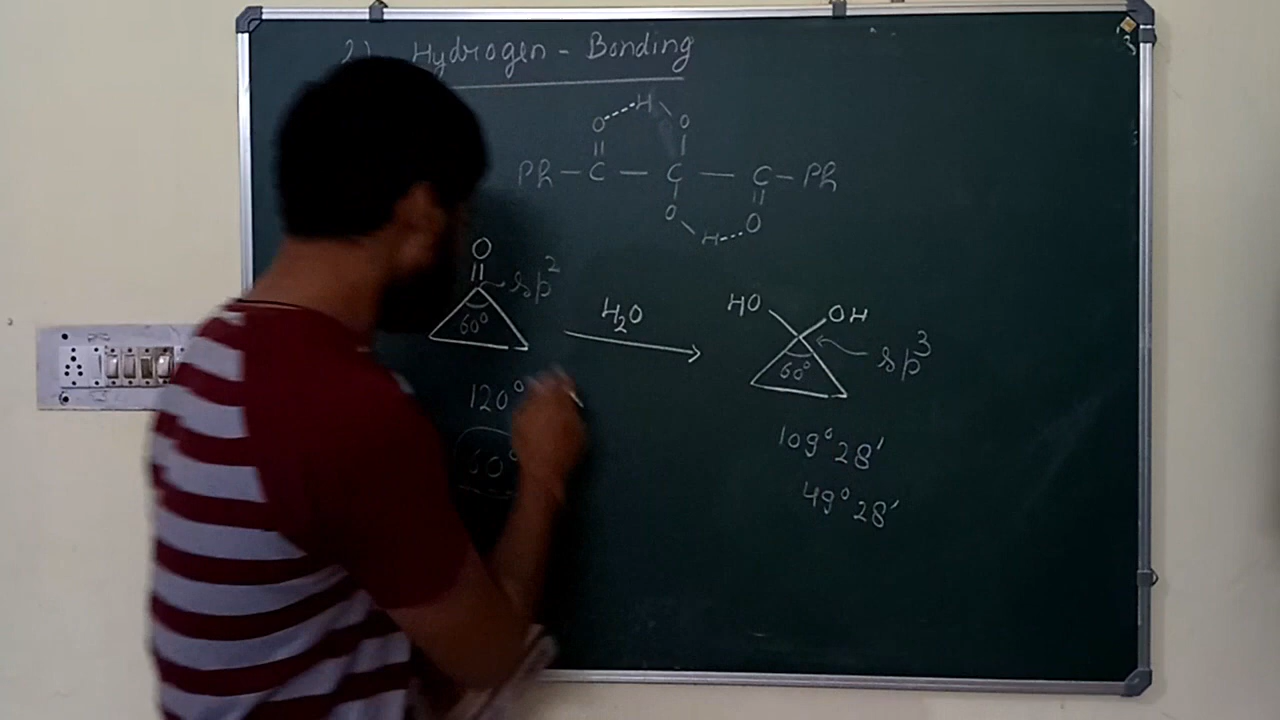 2) Hydrogen - Bonding
O H O
Ph - C - C - C - Ph
O H O
O
sp²
60°
H₂O
HO OH
sp³
60°
120°
60°
109° 28'
49° 28'